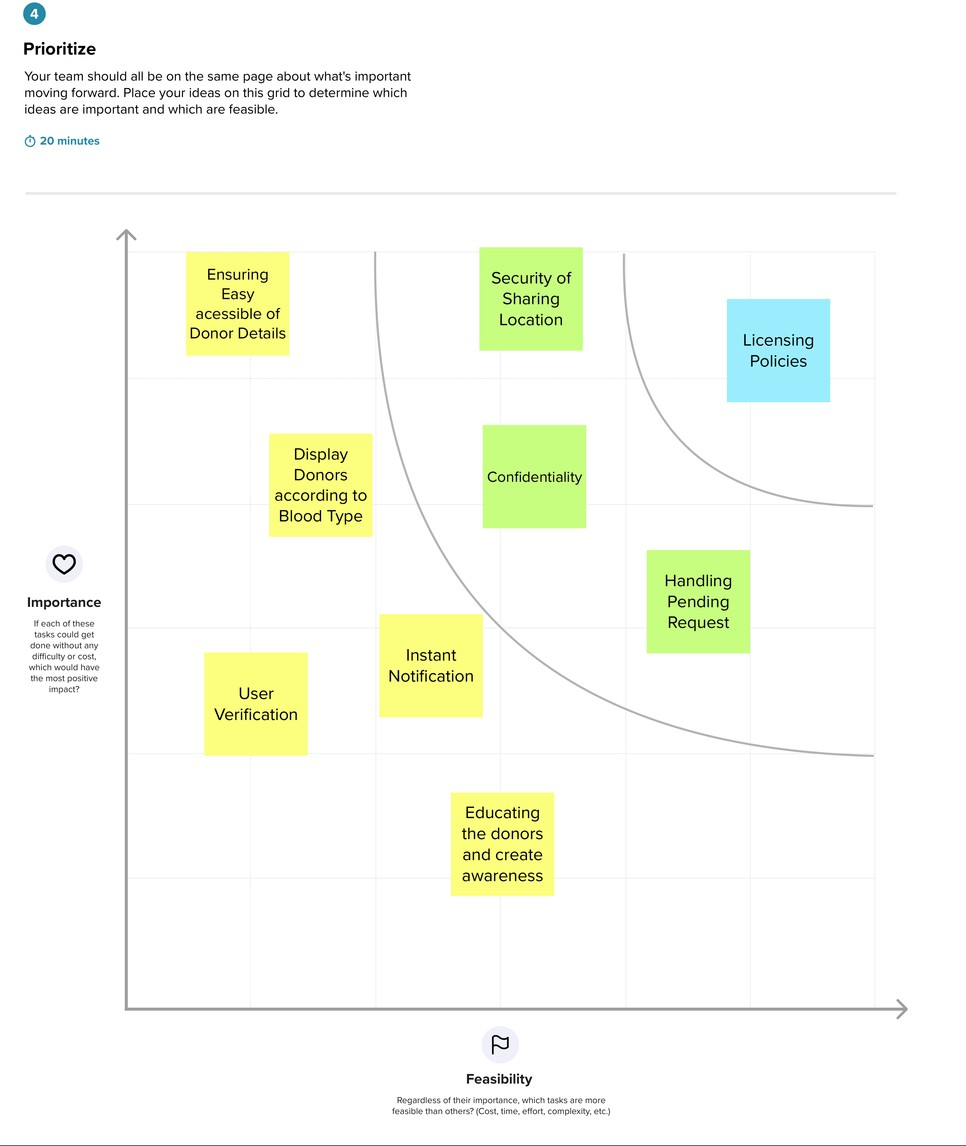 4
Prioritize
Your team should all be on the same page about what's important
moving forward. Place your ideas on this grid to determine which
ideas are important and which are feasible.
20 minutes
Ensuring
Easy
acessible of
Donor Details
Security of
Sharing
Location
Licensing
Policies
Display
Donors
according to
Blood Type
Confidentiality
Handling
Pending
Request
Importance
If each of these
tasks could get
done without any
difficulty or cost,
which would have
the most positive
impact?
Instant
Notification
User
Verification
Educating
the donors
and create
awareness
Feasibility
Regardless of their importance, which tasks are more
feasible than others? (Cost, time, effort, complexity, etc.)